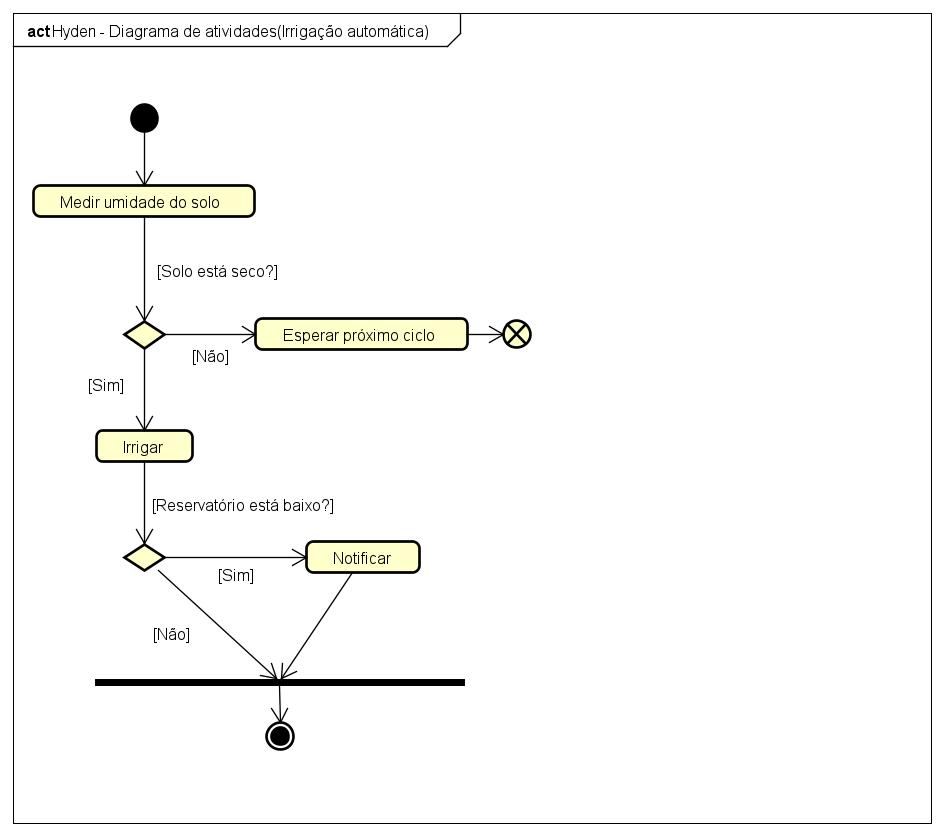 act Hyden - Diagrama de atividades(Irrigação automática)
Medir umidade do solo
[Solo está seco?]
Esperar próximo ciclo
[Não]
[Sim]
Irrigar
[Reservatório está baixo?]
Notificar
[Sim]
[Não]